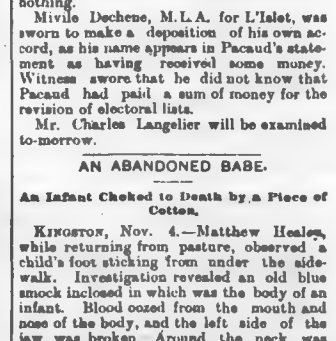 nothing.
Mivile Dechene, M.L.A. for L'Islet, was
sworn to make a deposition of his own ac-
cord, as his name appears in Pacaud's state-
ment as having received some money.
Witness swore that he did not know that
Pacaud had paid a sum of money for the
revision of electoral lists.
Mr. Charles Langelier will be examined
to-morrow.
AN ABANDONED BABE.
An Infant Choked to Death by a Piece of
Cotton.
KINGSTON, Nov. 4.—Matthew Healey,
while returning from pasture, observed a
child's foot sticking from under the side-
walk. Investigation revealed an old blue
smock inclosed in which was the body of an
infant. Blood oozed from the mouth and
nose of the body, and the left side of the
jaw was broken. Around the neck was